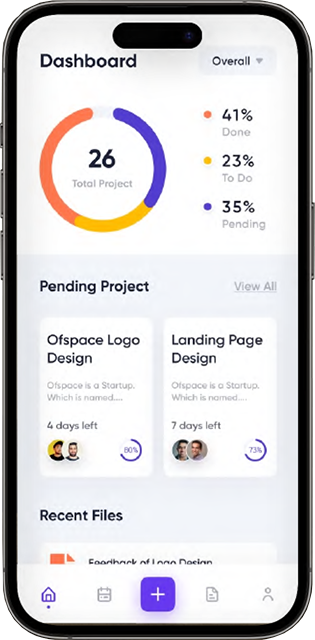 Dashboard
Overall
41%
Done
26
Total Project
23%
To Do
35%
Pending
Pending Project
View All
Ofspace Logo
Design
Ofspace is a Startup.
Which is named....
4 days left
80%
Landing Page
Design
Ofspace is a Startup.
Which is named....
7 days left
73%
Recent Files
Feedback of Logo Design